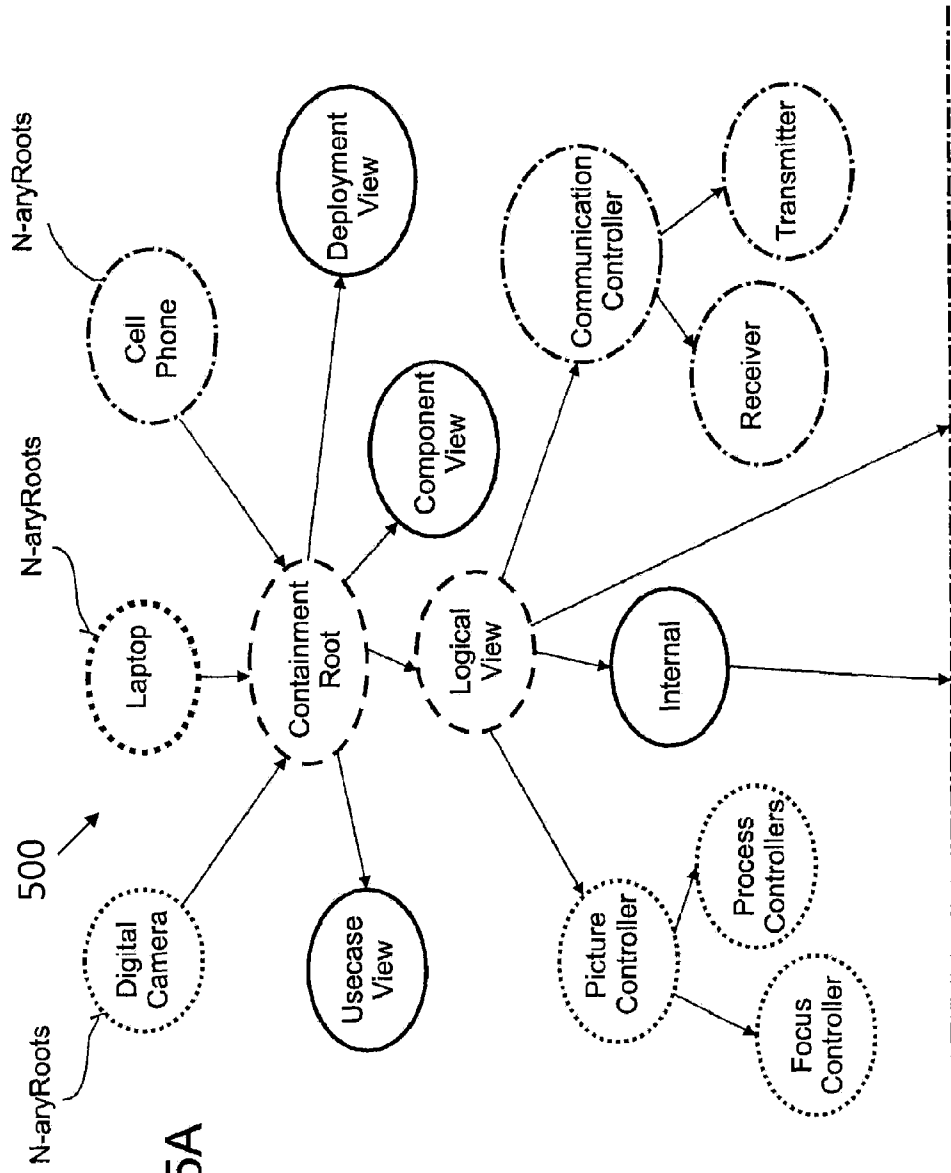 N-aryRoots
N-aryRoots
N-aryRoots
500
Digital
Camera
Laptop
Cell
Phone
Containment
Root
Usecase
View
Component
View
Deployment
View
Logical
View
Picture
Controller
Internal
Communication
Controller
Focus
Controller
Process
Controllers
Receiver
Transmitter
5A